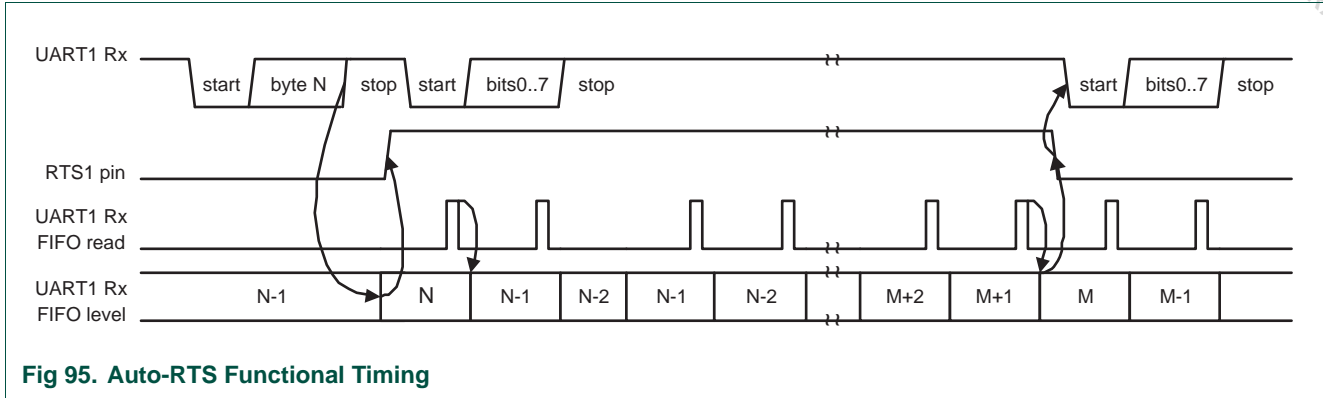 UART1 Rx
start byte N stop start bits0..7 stop start bits0..7 stop
RTS1 pin
UART1 Rx
FIFO read
UART1 Rx
FIFO level
N-1 N N-1 N-2 N-1 N-2 M+2 M+1 M M-1
Fig 95. Auto-RTS Functional Timing